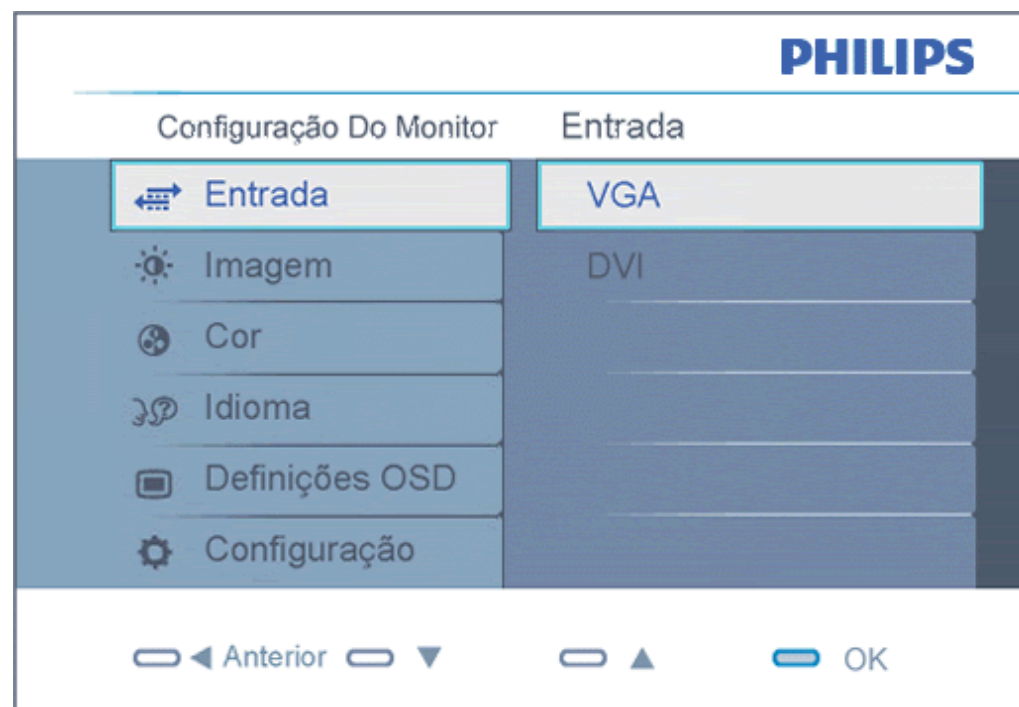 PHILIPS
Configuração Do Monitor Entrada
Entrada VGA
Imagem DVI
Cor
Idioma
Definições OSD
Configuração
Anterior OK